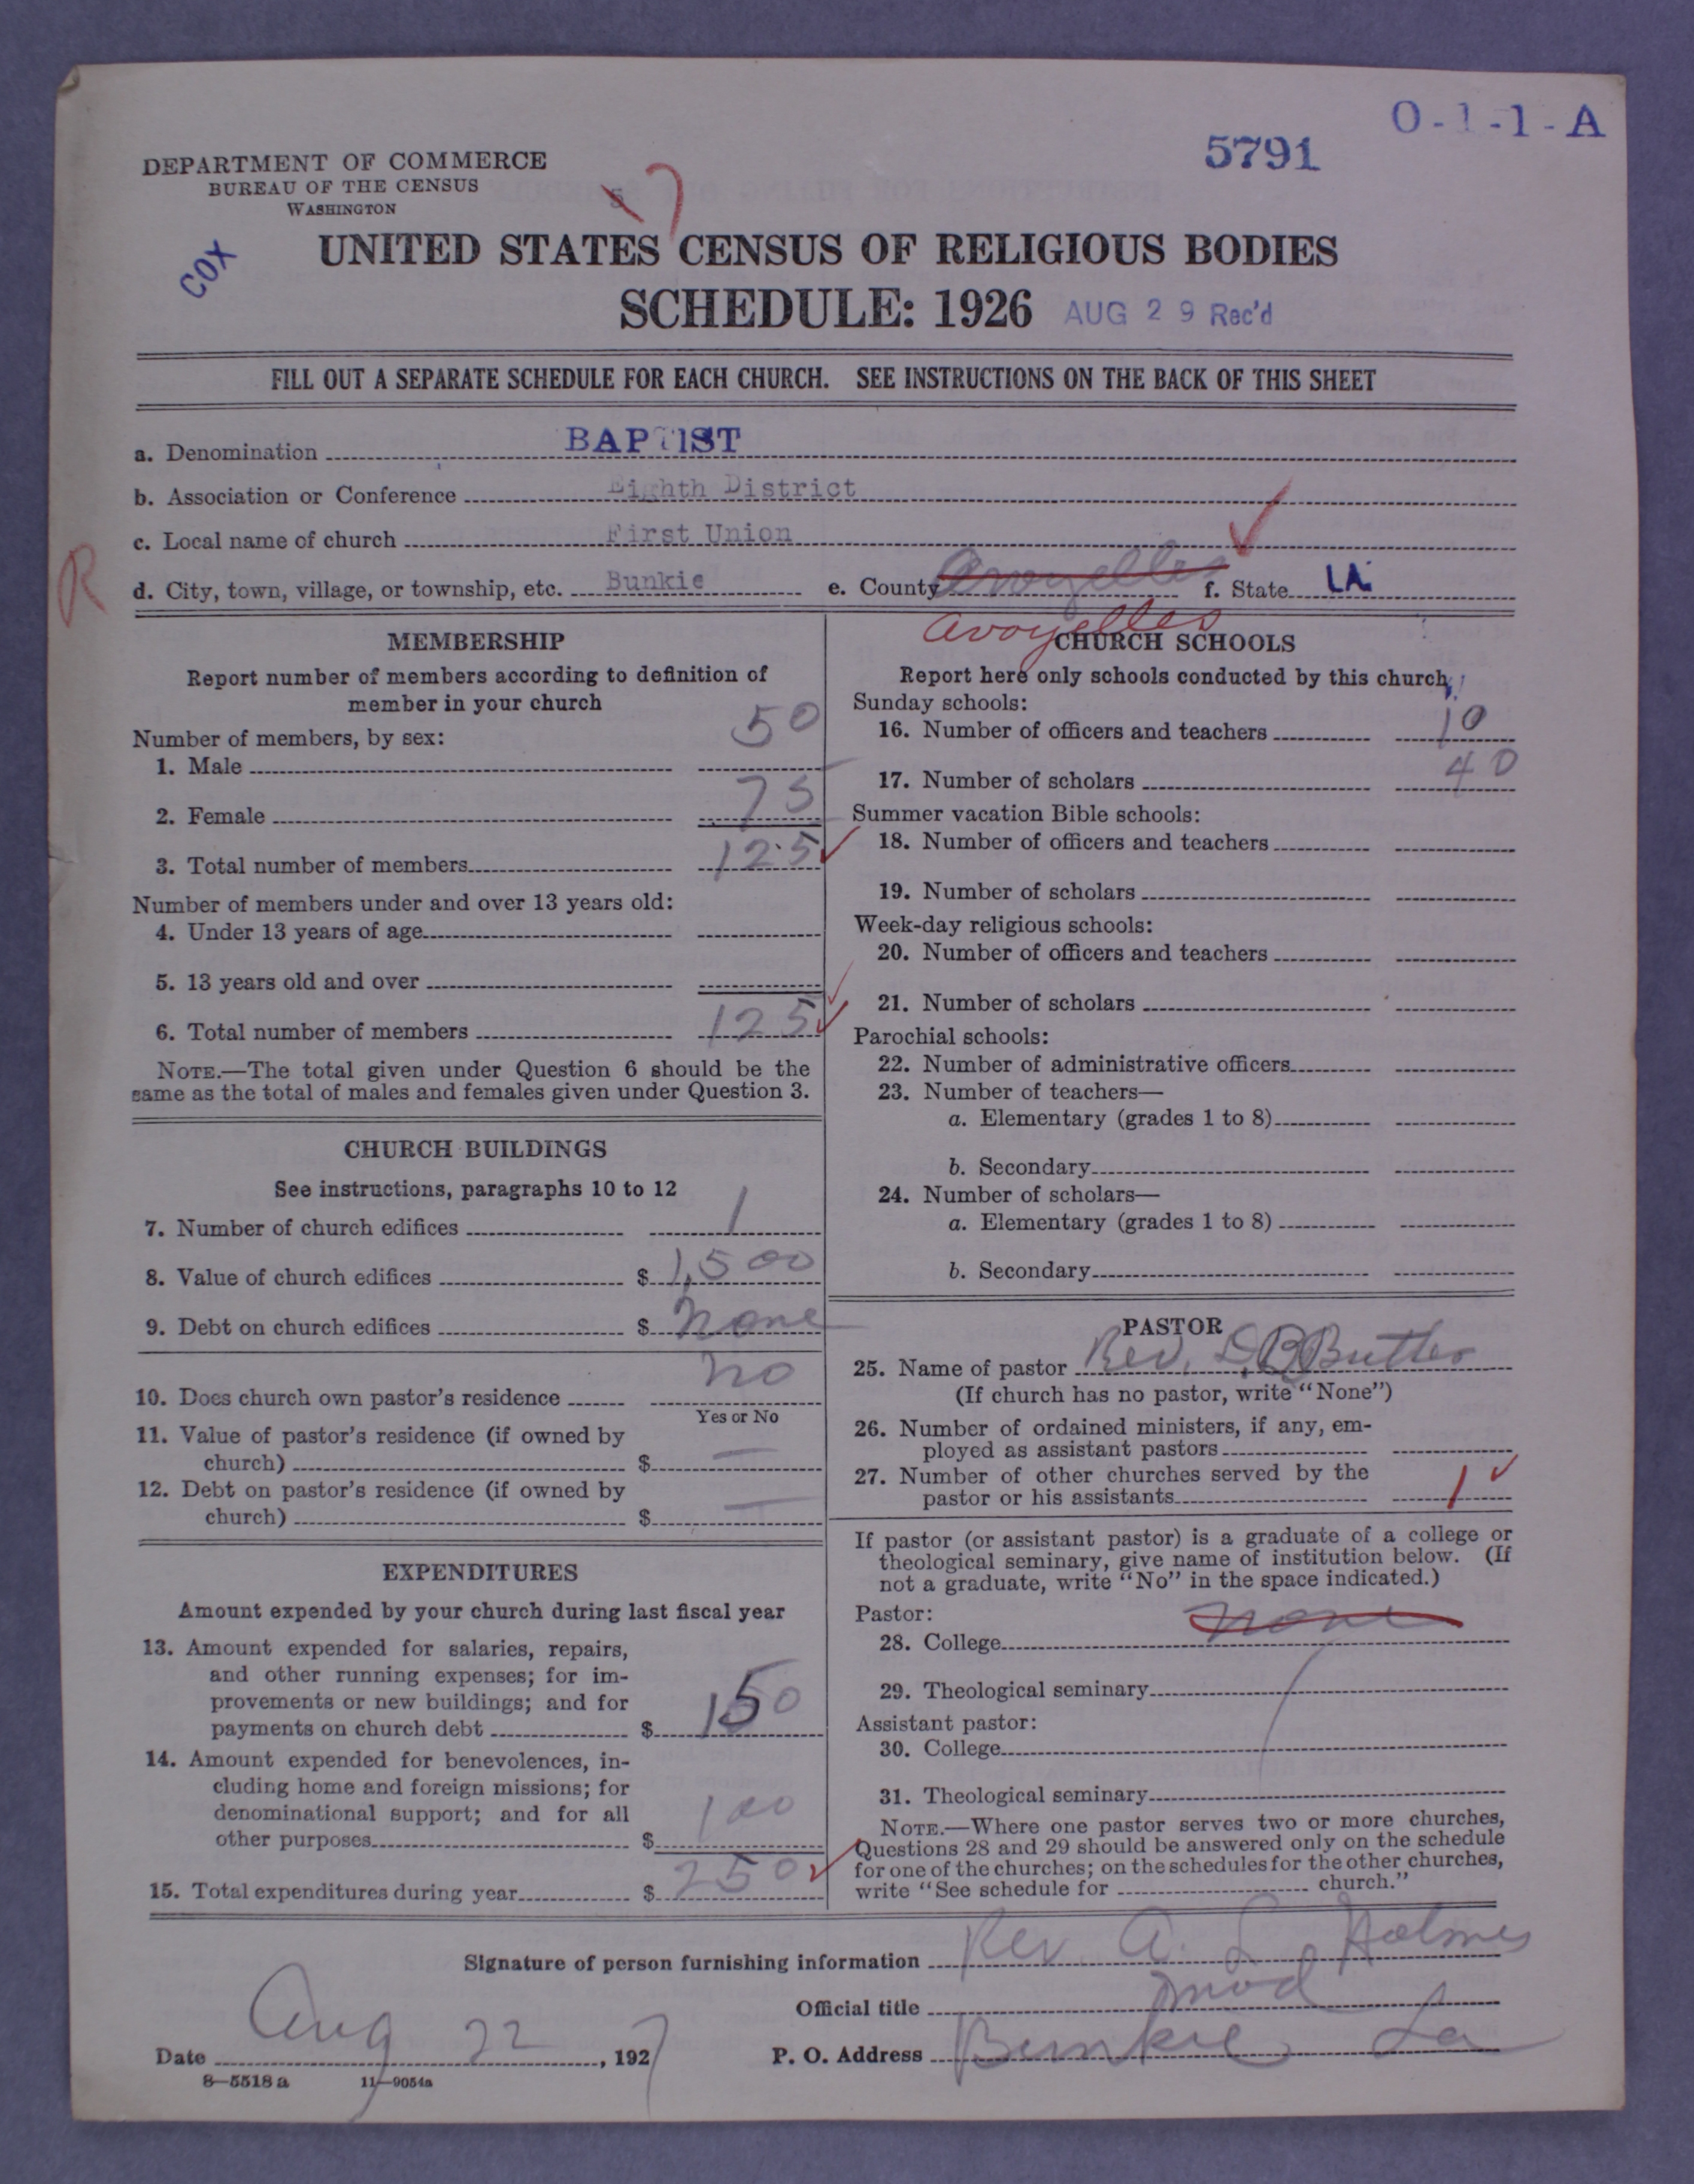 O-1-1-A
5791
DEPARTMENT OF COMMERCE
BUREAU OF THE CENSUS
WASHINGTON
5 7
COX
UNITED STATES CENSUS OF RELIGIOUS BODIES
SCHEDULE: 1926 AUG 29 Rec'd
FILL OUT A SEPARATE SCHEDULE FOR EACH CHURCH. SEE INSTRUCTIONS ON THE BACK OF THIS SHEET
a. Denomination BAPTIST
b. Association or Conference Eighth District
c. Local name of church First Union
R
d. City, town, village, or township, etc. Bunkie e. County Avoyelles f. State LA.
Avoyelles
MEMBERSHIP
Report number of members according to definition of
member in your church
Number of members, by sex:
1. Male 50
2. Female 75
3. Total number of members 125
Number of members under and over 13 years old:
4. Under 13 years of age
5. 13 years old and over
6. Total number of members 125
NOTE.—The total given under Question 6 should be the
same as the total of males and females given under Question 3.
CHURCH BUILDINGS
See instructions, paragraphs 10 to 12
7. Number of church edifices 1
8. Value of church edifices $ 1,500
9. Debt on church edifices $ None
10. Does church own pastor's residence No
Yes or No
11. Value of pastor's residence (if owned by
church) $ —
12. Debt on pastor's residence (if owned by
church) $ —
EXPENDITURES
Amount expended by your church during last fiscal year
13. Amount expended for salaries, repairs,
and other running expenses; for im-
provements or new buildings; and for
payments on church debt $ 150
14. Amount expended for benevolences, in-
cluding home and foreign missions; for
denominational support; and for all
other purposes $ 100
15. Total expenditures during year $ 250
CHURCH SCHOOLS
Report here only schools conducted by this church
Sunday schools:
16. Number of officers and teachers 10
17. Number of scholars 40
Summer vacation Bible schools:
18. Number of officers and teachers
19. Number of scholars
Week-day religious schools:
20. Number of officers and teachers
21. Number of scholars
Parochial schools:
22. Number of administrative officers
23. Number of teachers—
a. Elementary (grades 1 to 8)
b. Secondary
24. Number of scholars—
a. Elementary (grades 1 to 8)
b. Secondary
PASTOR
25. Name of pastor Rev. D. B Butler
(If church has no pastor, write "None")
26. Number of ordained ministers, if any, em-
ployed as assistant pastors
27. Number of other churches served by the
pastor or his assistants 1
If pastor (or assistant pastor) is a graduate of a college or
theological seminary, give name of institution below. (If
not a graduate, write "No" in the space indicated.)
Pastor:
28. College None
29. Theological seminary
Assistant pastor:
30. College
31. Theological seminary
NOTE.—Where one pastor serves two or more churches,
Questions 28 and 29 should be answered only on the schedule
for one of the churches; on the schedules for the other churches,
write "See schedule for church."
Signature of person furnishing information Rev. A. L. Holmes
Official title Mod
Date Aug 22, 1927 P. O. Address Bunkie La
8—5518 a 11—9054a